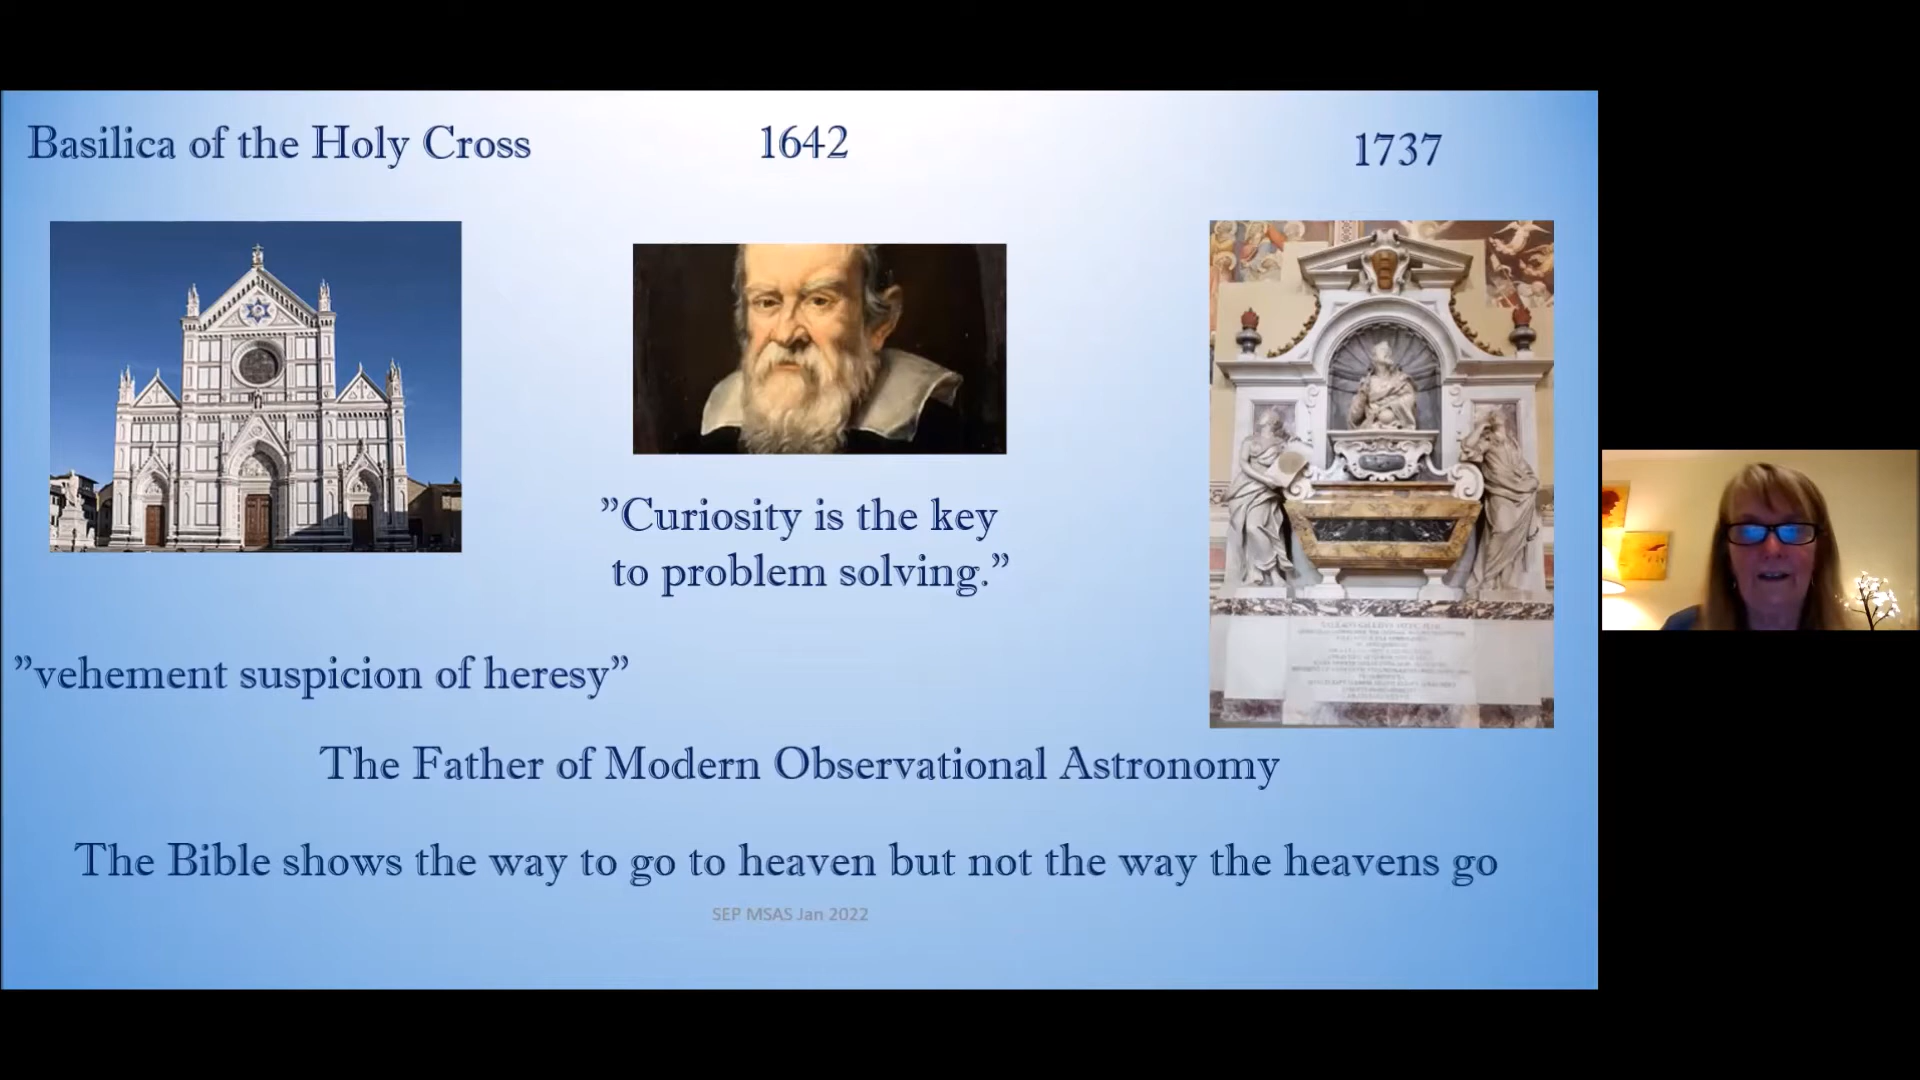 Basilica of the Holy Cross
1642
1737
”Curiosity is the key
to problem solving.”
”vehement suspicion of heresy”
The Father of Modern Observational Astronomy
The Bible shows the way to go to heaven but not the way the heavens go
SEP MSAS Jan 2022